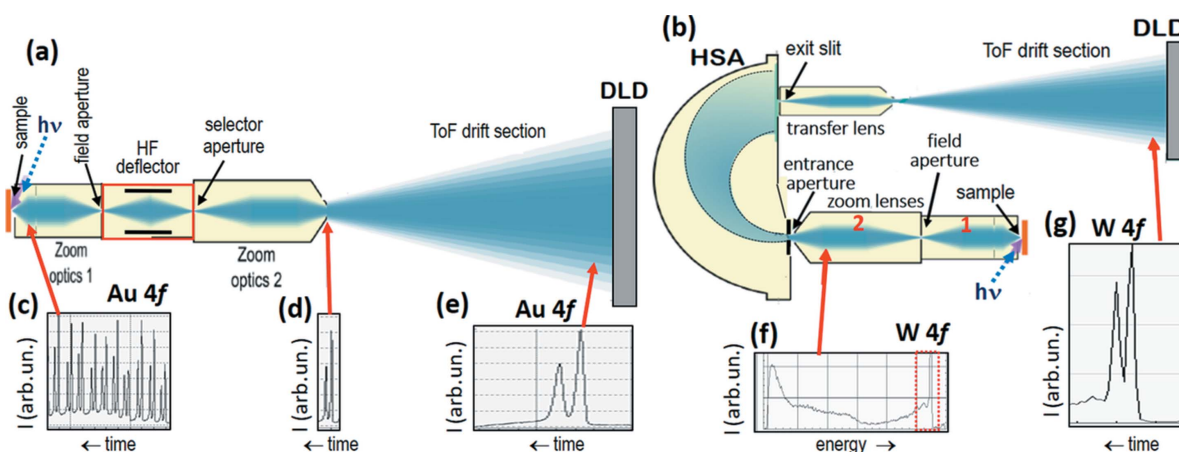 (a)
sample
hν
field aperture
HF
deflector
selector
aperture
ToF drift section
DLD
Zoom
optics 1
Zoom
optics 2
(b)
HSA
exit slit
transfer lens
ToF drift section
DLD
entrance
aperture
zoom lenses
field
aperture
sample
2
1
hν
(c)
Au 4f
I (arb.un.)
← time
(d)
I (arb.un.)
← time
(e)
Au 4f
I (arb.un.)
← time
(f)
W 4f
I (arb.un.)
energy →
(g)
W 4f
I (arb.un.)
← time